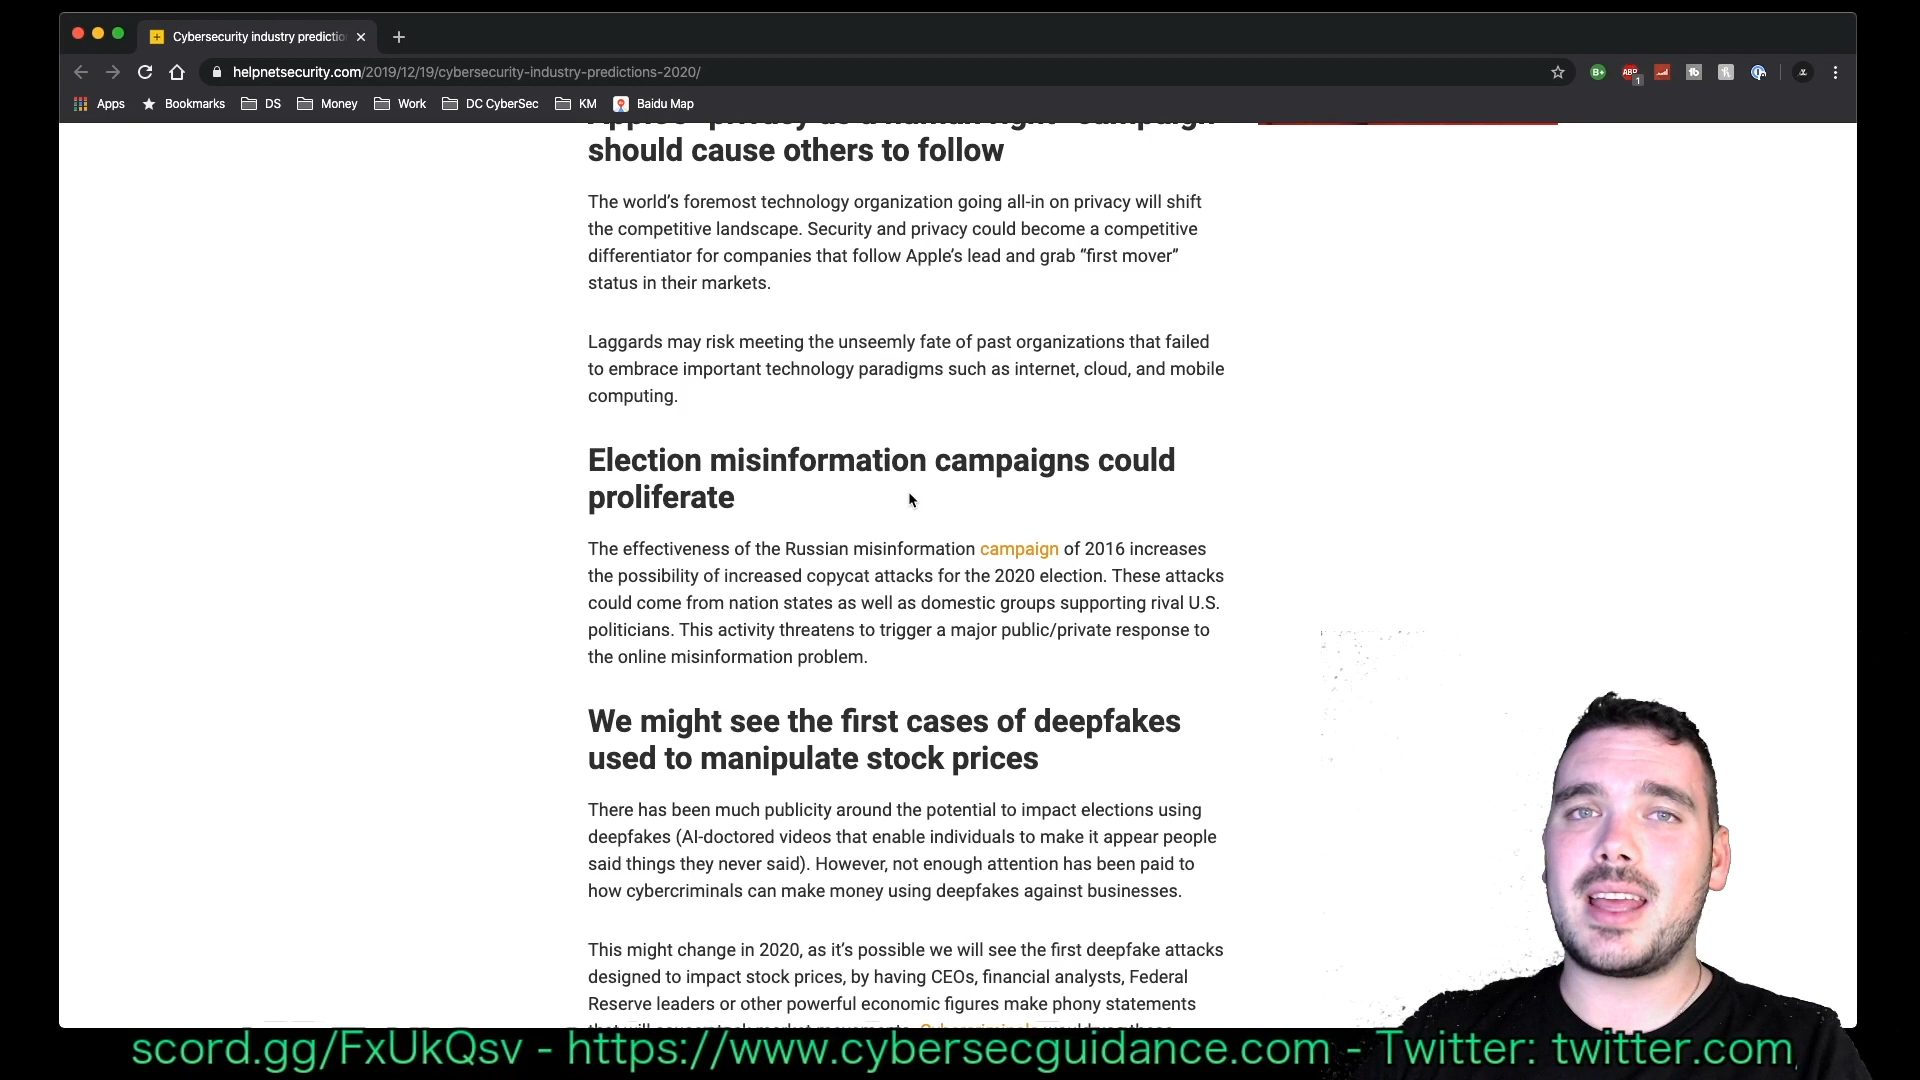 Cybersecurity industry predictio
helpnetsecurity.com/2019/12/19/cybersecurity-industry-predictions-2020/
B+
ABP
1
tb
Apps
Bookmarks
DS
Money
Work
DC CyberSec
KM
Baidu Map
Apple's "privacy as a human right" campaign
should cause others to follow
The world's foremost technology organization going all-in on privacy will shift
the competitive landscape. Security and privacy could become a competitive
differentiator for companies that follow Apple's lead and grab “first mover”
status in their markets.
Laggards may risk meeting the unseemly fate of past organizations that failed
to embrace important technology paradigms such as internet, cloud, and mobile
computing.
Election misinformation campaigns could
proliferate
The effectiveness of the Russian misinformation campaign of 2016 increases
the possibility of increased copycat attacks for the 2020 election. These attacks
could come from nation states as well as domestic groups supporting rival U.S.
politicians. This activity threatens to trigger a major public/private response to
the online misinformation problem.
We might see the first cases of deepfakes
used to manipulate stock prices
There has been much publicity around the potential to impact elections using
deepfakes (AI-doctored videos that enable individuals to make it appear people
said things they never said). However, not enough attention has been paid to
how cybercriminals can make money using deepfakes against businesses.
This might change in 2020, as it's possible we will see the first deepfake attacks
designed to impact stock prices, by having CEOs, financial analysts, Federal
Reserve leaders or other powerful economic figures make phony statements
scord.gg/FxUkQsv - https://www.cybersecguidance.com - Twitter: twitter.com